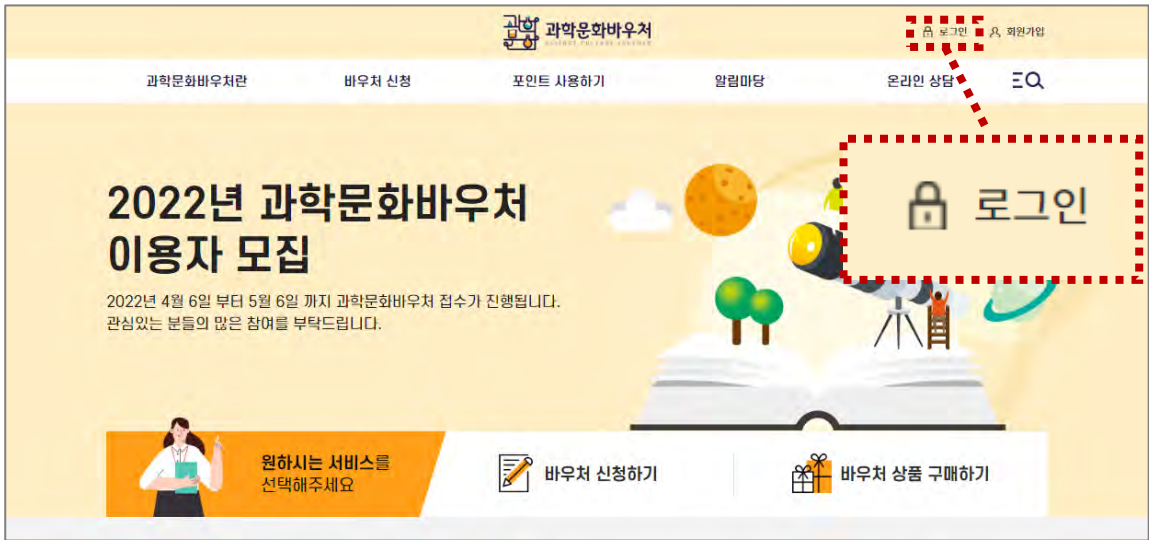 과학문화바우처
SCIENCE CULTURE VOUCHER
로그인 회원가입
과학문화바우처란 바우처 신청 포인트 사용하기 알림마당 온라인 상담
로그인
2022년 과학문화바우처
이용자 모집
2022년 4월 6일 부터 5월 6일 까지 과학문화바우처 접수가 진행됩니다.
관심있는 분들의 많은 참여를 부탁드립니다.
원하시는 서비스를
선택해주세요
바우처 신청하기
바우처 상품 구매하기